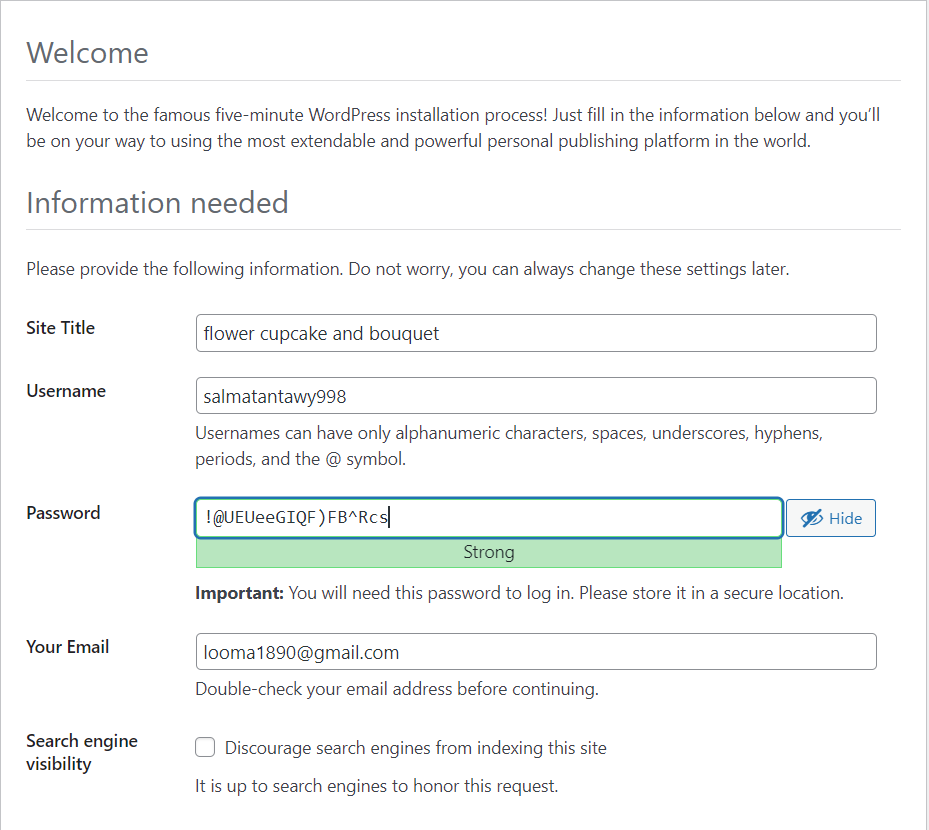 Welcome
Welcome to the famous five-minute WordPress installation process! Just fill in the information below and you’ll
be on your way to using the most extendable and powerful personal publishing platform in the world.
Information needed
Please provide the following information. Do not worry, you can always change these settings later.
Site Title
flower cupcake and bouquet
Username
salmatantawy998
Usernames can have only alphanumeric characters, spaces, underscores, hyphens,
periods, and the @ symbol.
Password
!@UEUeeGIQF)FB^Rcs
Hide
Strong
Important: You will need this password to log in. Please store it in a secure location.
Your Email
looma1890@gmail.com
Double-check your email address before continuing.
Search engine
visibility
Discourage search engines from indexing this site
It is up to search engines to honor this request.